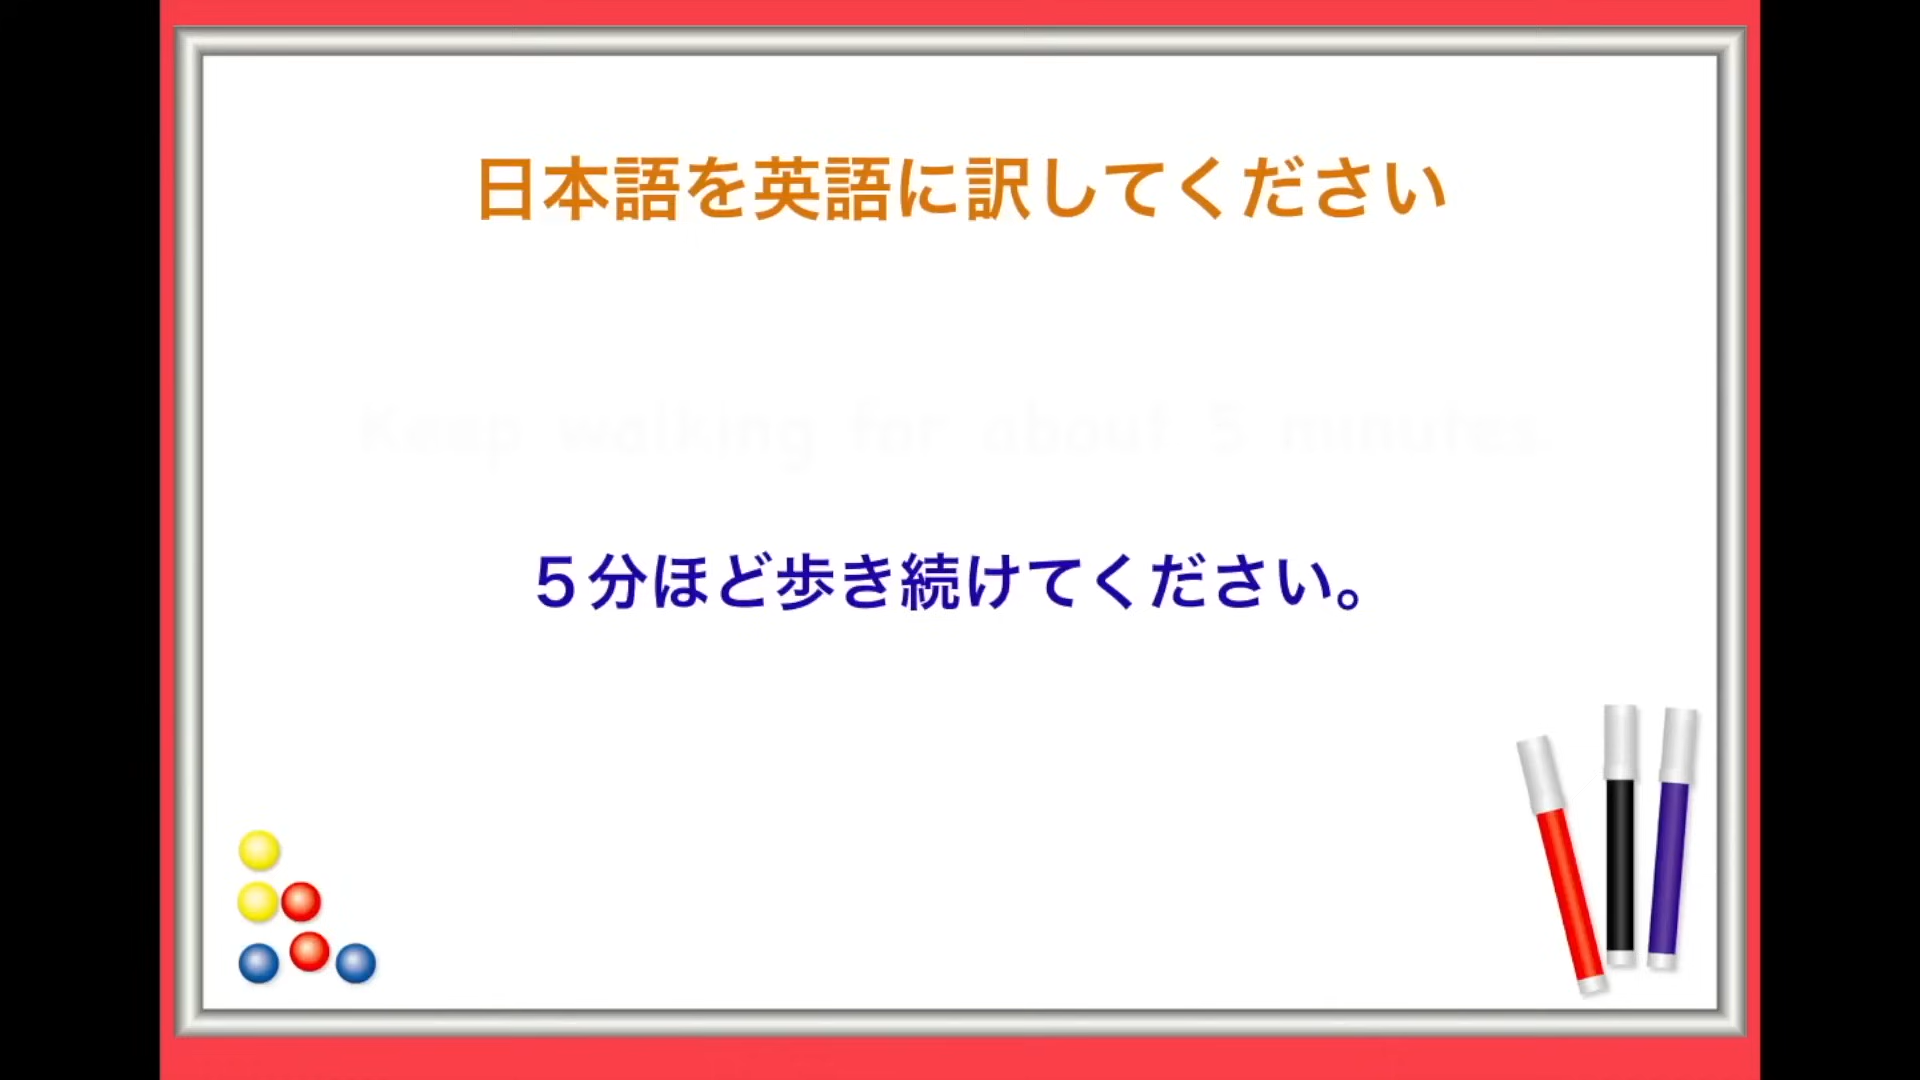 日本語を英語に訳してください
Keep walking for about 5 minutes.
５分ほど歩き続けてください。